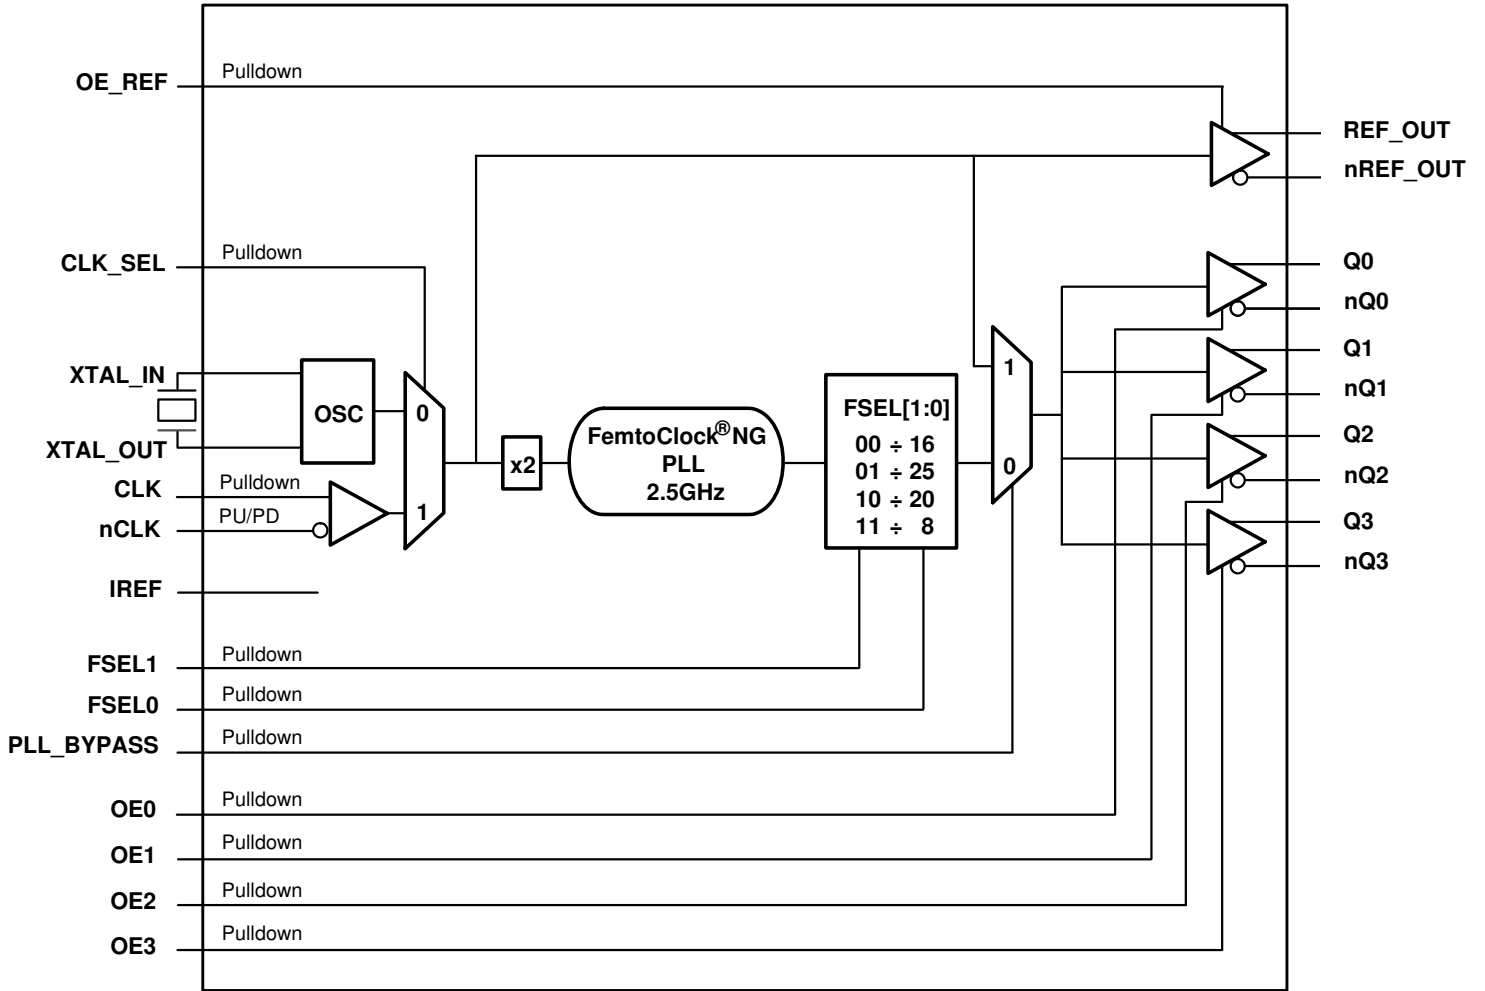 OE_REF
Pulldown
REF_OUT
nREF_OUT
CLK_SEL
Pulldown
Q0
nQ0
Q1
nQ1
Q2
nQ2
Q3
nQ3
XTAL_IN
XTAL_OUT
OSC
0
1
CLK
Pulldown
nCLK
PU/PD
x2
FemtoClock® NG
PLL
2.5GHz
FSEL[1:0]
00 ÷ 16
01 ÷ 25
10 ÷ 20
11 ÷ 8
1
0
IREF
FSEL1
Pulldown
FSEL0
Pulldown
PLL_BYPASS
Pulldown
OE0
Pulldown
OE1
Pulldown
OE2
Pulldown
OE3
Pulldown